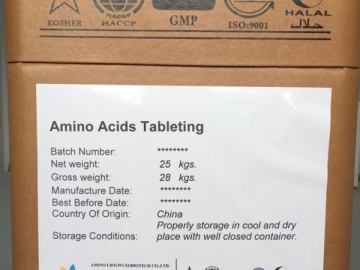 KOSHER
HACCP
HACCP
GMP
ISO:9001
HALAL
حلال
Amino Acids Tableting
Batch Number: ********
Net weight: 25 kgs.
Gross weight: 28 kgs.
Manufacture Date: ********
Best Before Date: ********
Country Of Origin: China
Storage Conditions: Properly storage in cool and dry
place with well closed container.